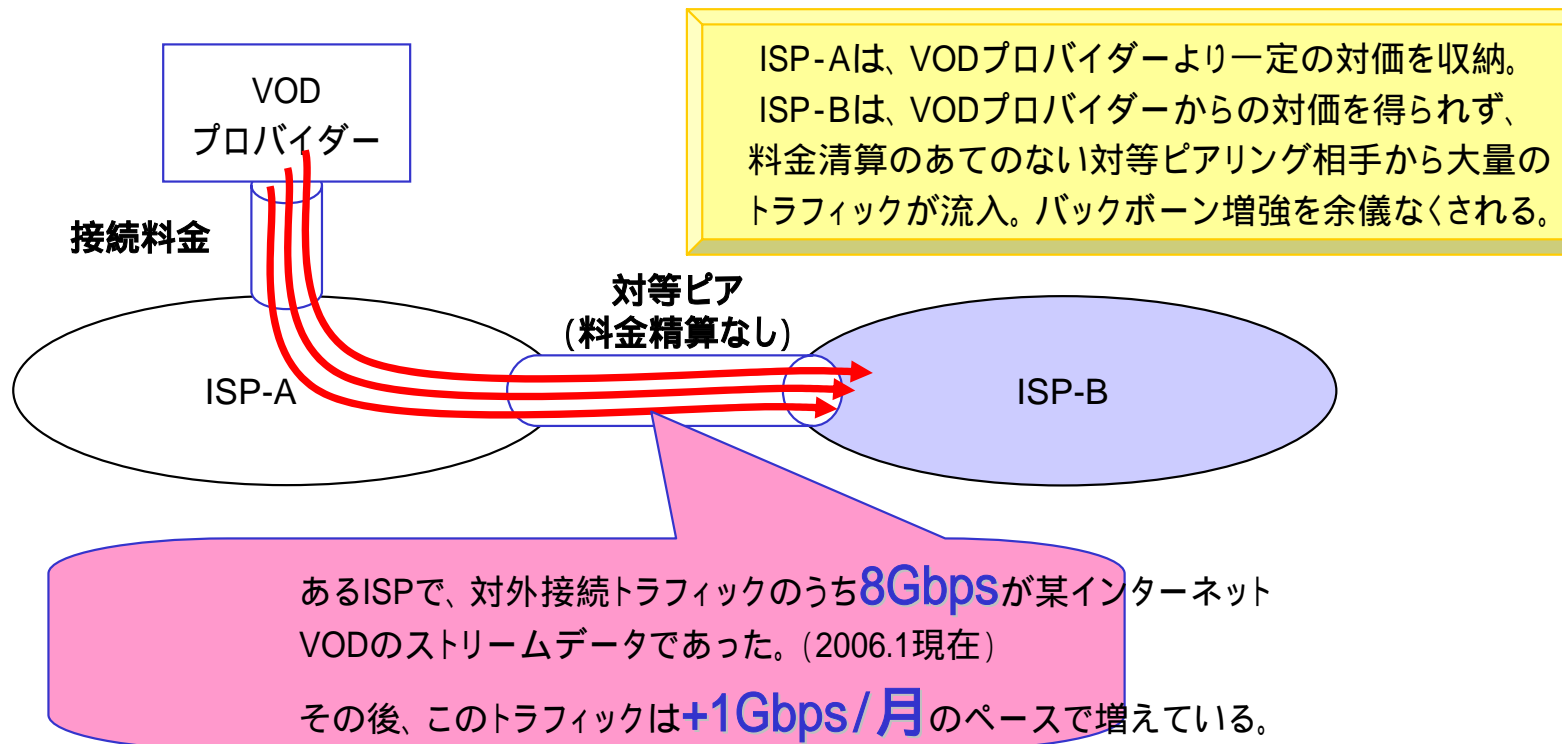 VOD
プロバイダー
ISP-Aは、VODプロバイダーより一定の対価を収納。
ISP-Bは、VODプロバイダーからの対価を得られず、
料金清算のあてのない対等ピアリング相手から大量の
トラフィックが流入。バックボーン増強を余儀なくされる。
接続料金
対等ピア
(料金精算なし)
ISP-A
ISP-B
あるISPで、対外接続トラフィックのうち8Gbpsが某インターネット
VODのストリームデータであった。(2006.1現在)
その後、このトラフィックは+1Gbps/月のペースで増えている。